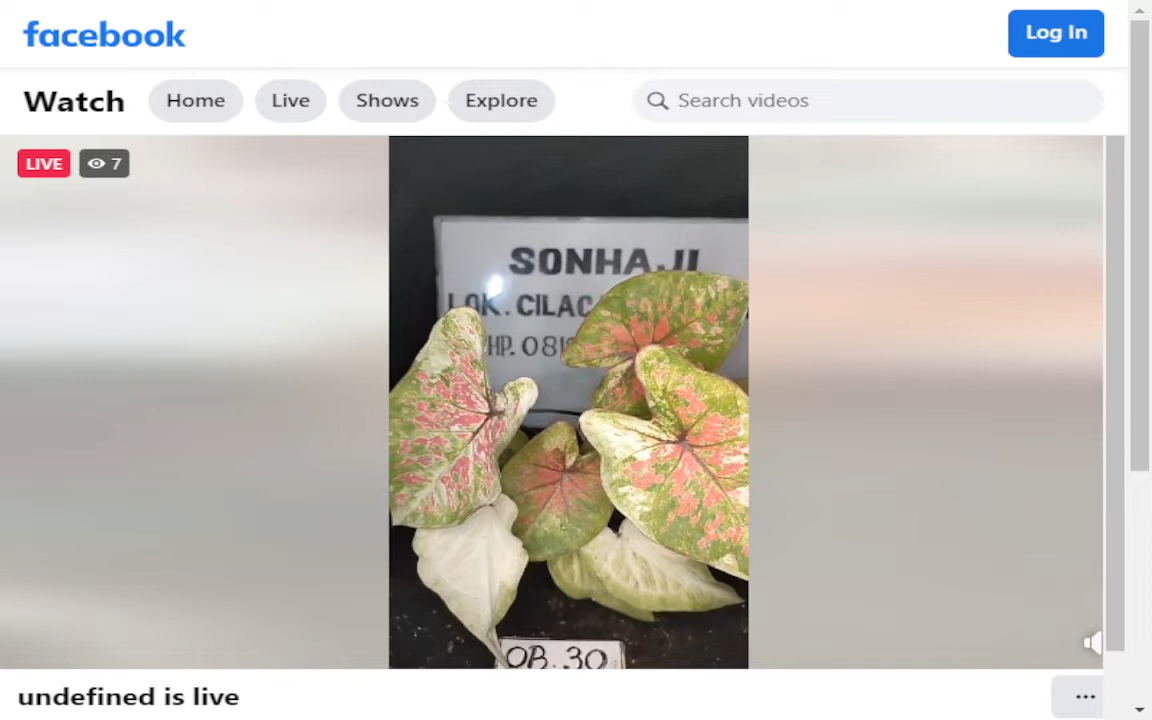 facebook
Log In
Watch
Home
Live
Shows
Explore
Search videos
LIVE
7
SONHAJI
LOK. CILAC
HP. 081
OB.30
undefined is live